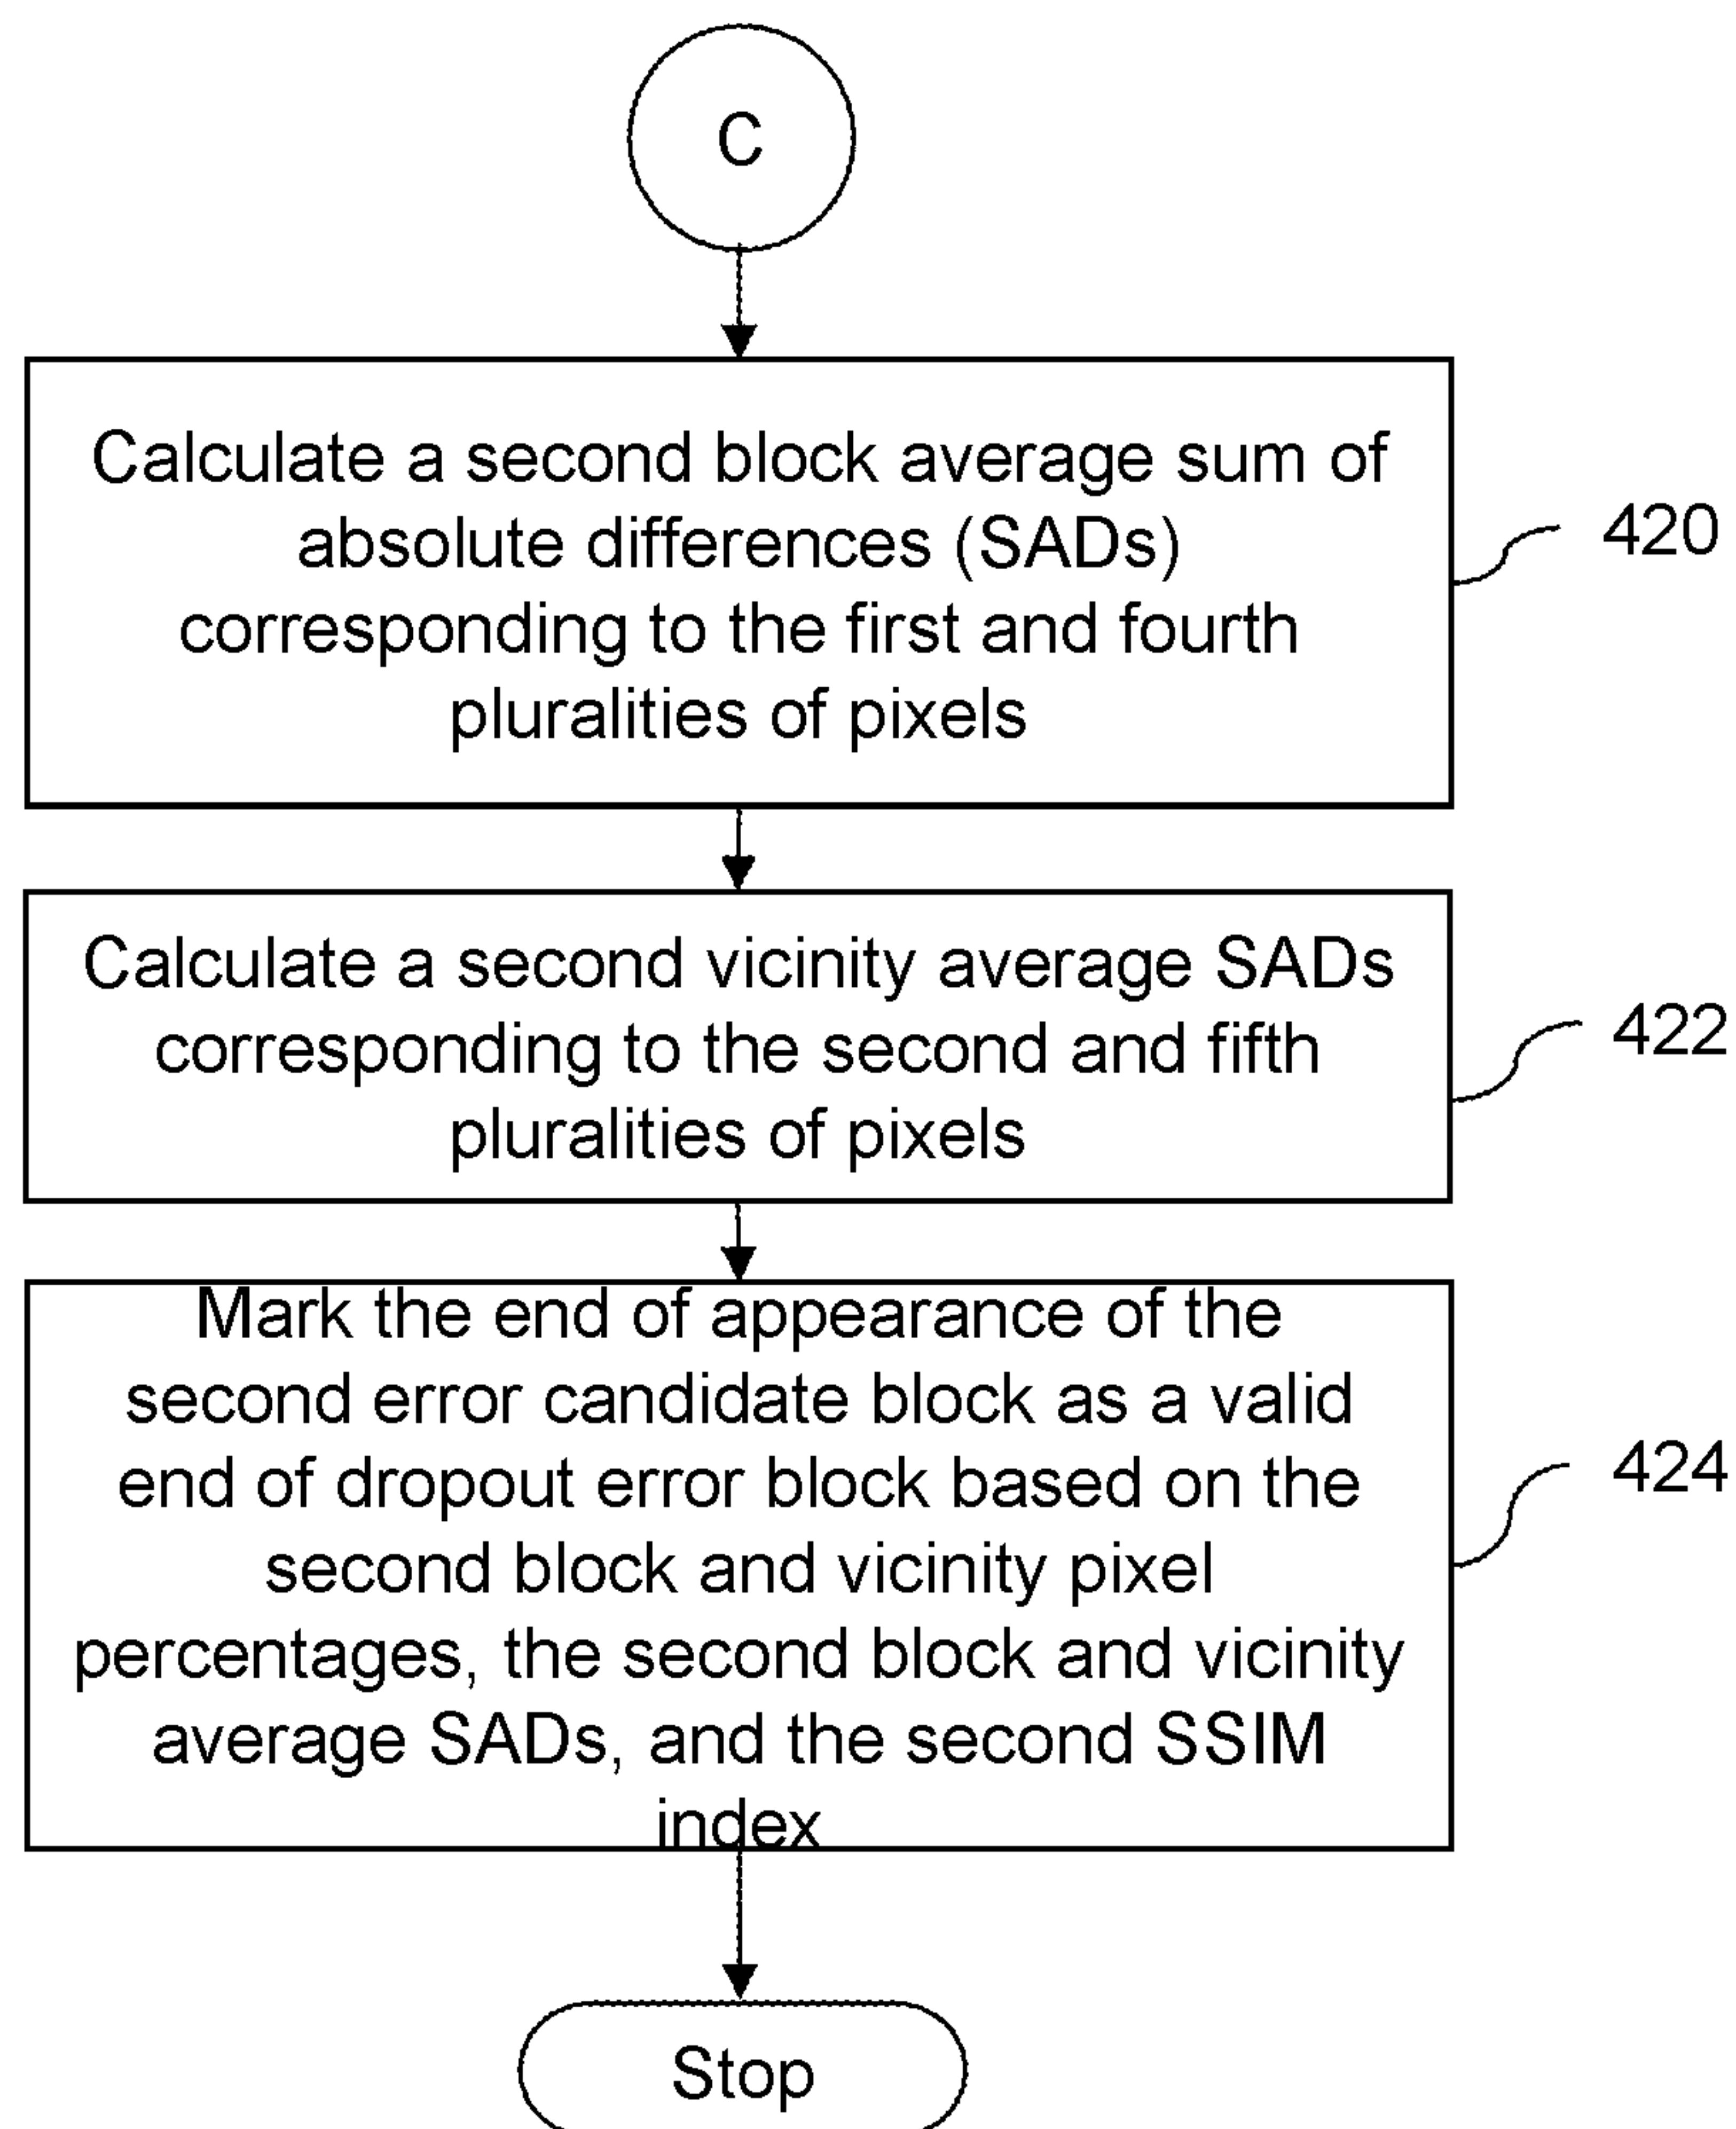 C
Calculate a second block average sum of
absolute differences (SADs)
corresponding to the first and fourth
pluralities of pixels
420
Calculate a second vicinity average SADs
corresponding to the second and fifth
pluralities of pixels
422
Mark the end of appearance of the
second error candidate block as a valid
end of dropout error block based on the
second block and vicinity pixel
percentages, the second block and vicinity
average SADs, and the second SSIM
index
424
Stop